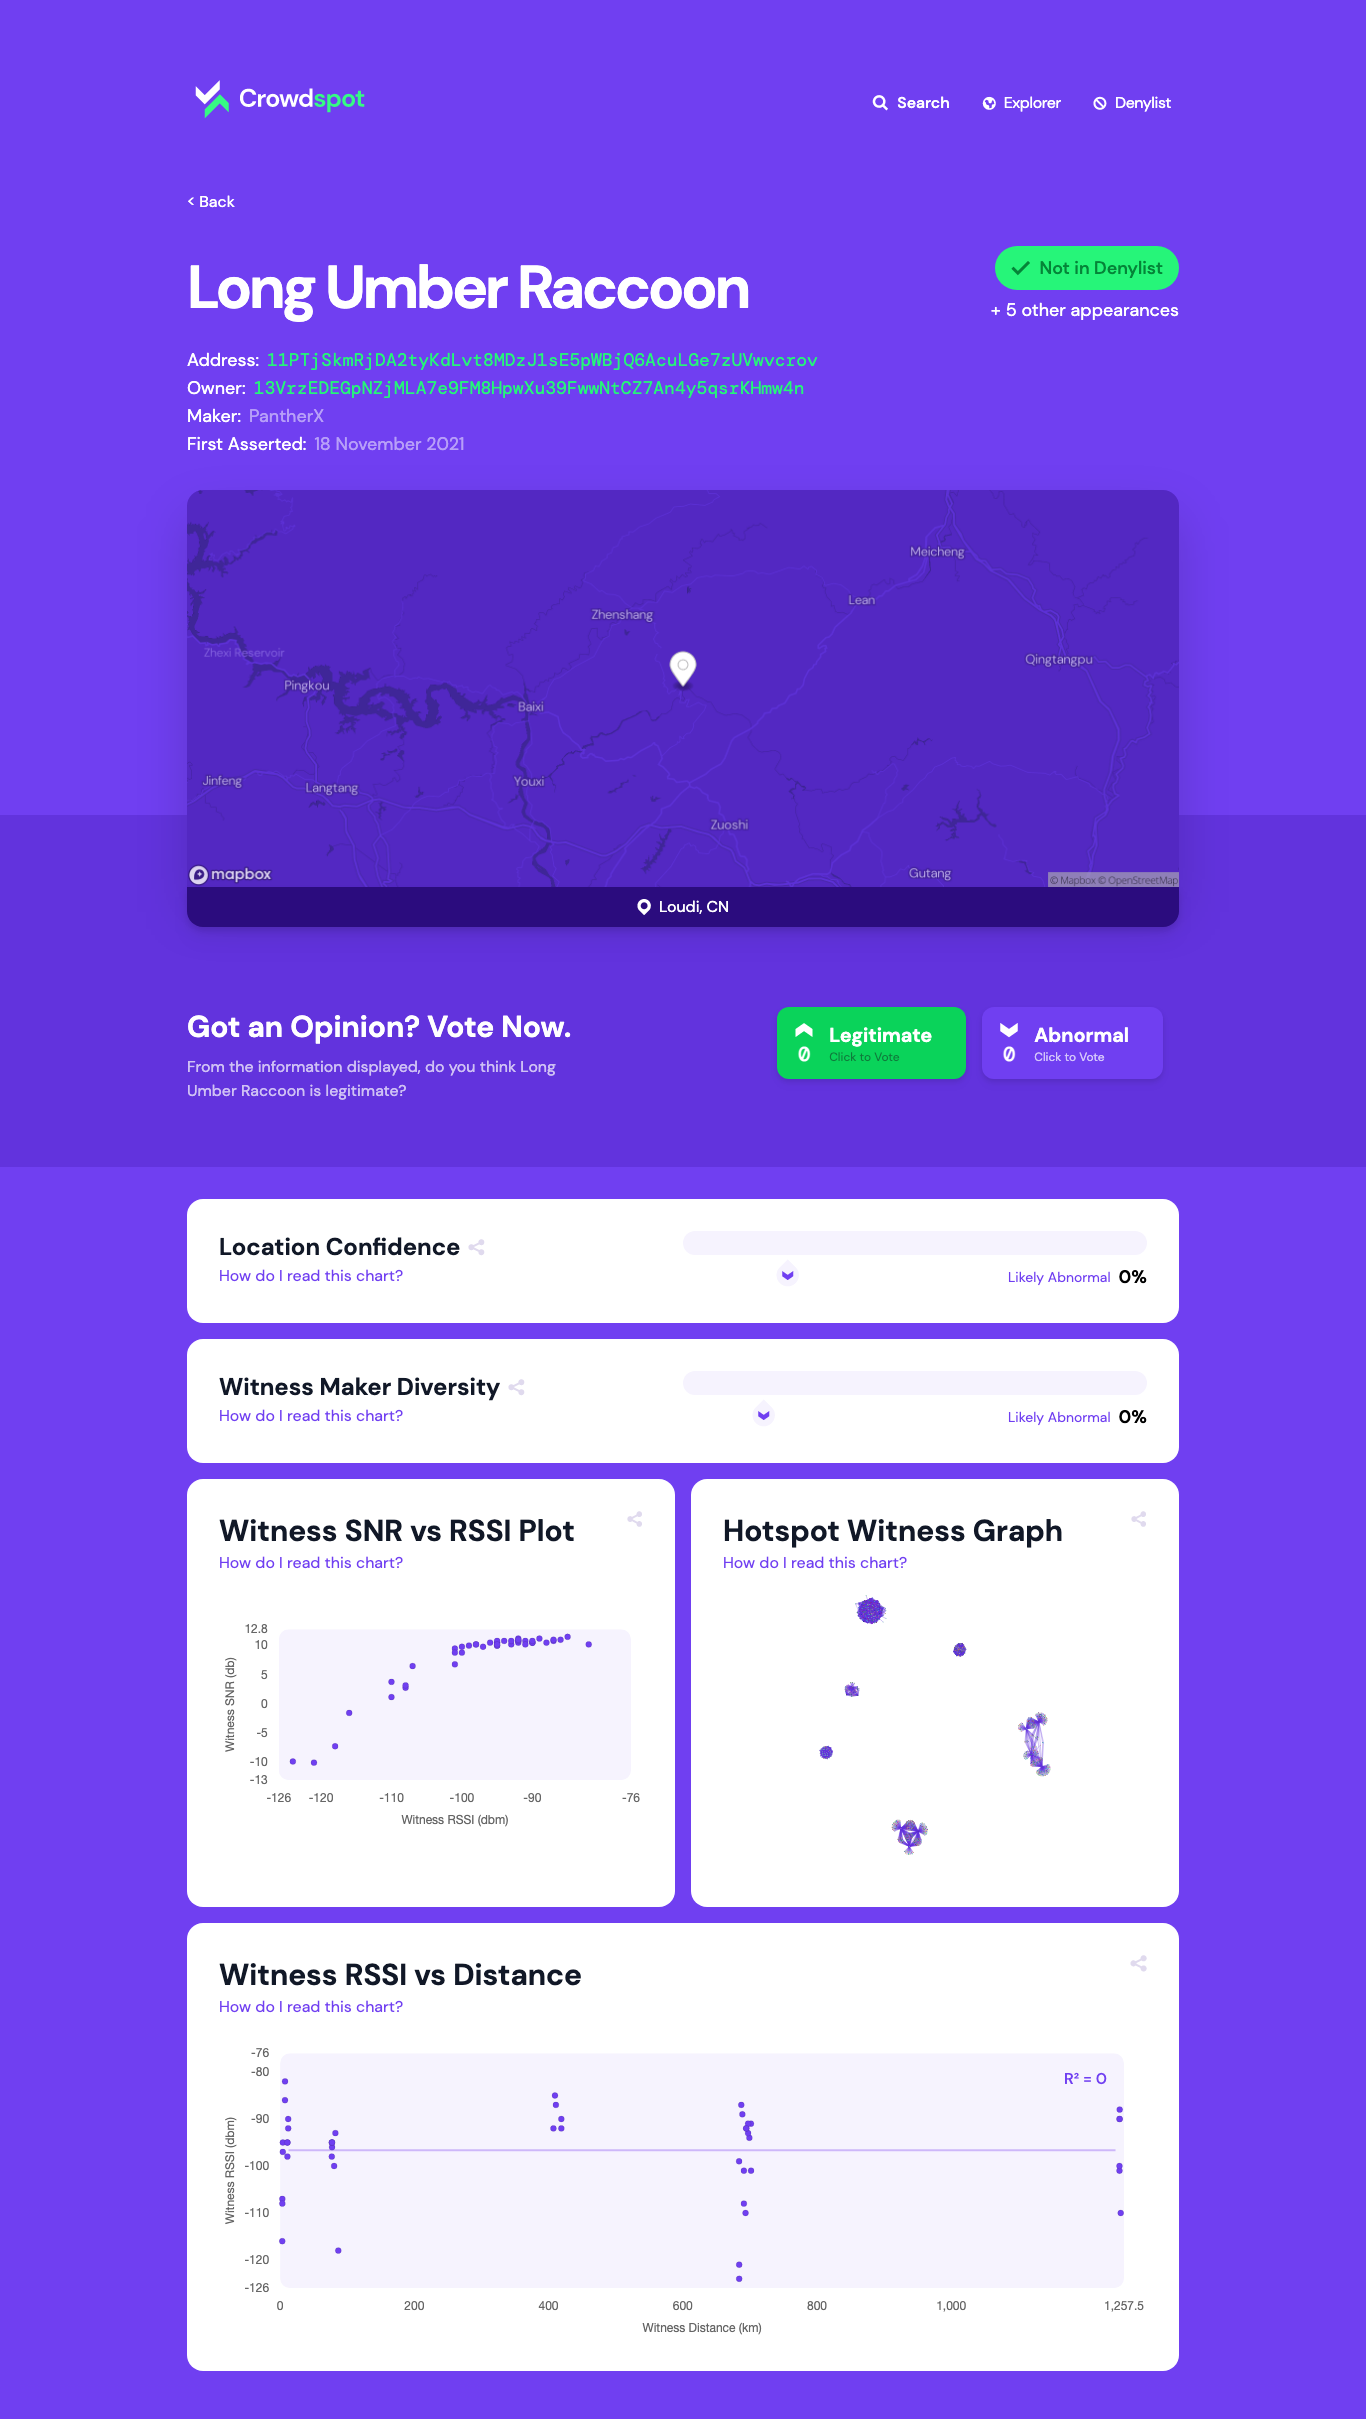 Crowdspot
Search
Explorer
Denylist
< Back
Long Umber Raccoon
Not in Denylist
+ 5 other appearances
Address: 11PTjSkmRjDA2tyKdLvt8MDzJ1sE5pWBjQ6AcuLGe7zUVwvcrov
Owner: 13VrzEDEGpNZjMLA7e9FM8HpwXu39FwwNtCZ7An4y5qsrKHmw4n
Maker: PantherX
First Asserted: 18 November 2021
Meicheng
Lean
Zhenshang
Zhexi Reservoir
Qingtangpu
Pingkou
Baixi
Jinfeng
Langtang
Youxi
Zuoshi
Gutang
mapbox
© Mapbox © OpenStreetMap
Loudi, CN
Got an Opinion? Vote Now.
From the information displayed, do you think Long
Umber Raccoon is legitimate?
Legitimate
0
Click to Vote
Abnormal
0
Click to Vote
Location Confidence
How do I read this chart?
Likely Abnormal 0%
Witness Maker Diversity
How do I read this chart?
Likely Abnormal 0%
Witness SNR vs RSSI Plot
How do I read this chart?
12.8
10
5
0
-5
-10
-13
Witness SNR (db)
-126 -120 -110 -100 -90 -76
Witness RSSI (dbm)
Hotspot Witness Graph
How do I read this chart?
Witness RSSI vs Distance
How do I read this chart?
-76
-80
-90
-100
-110
-120
-126
Witness RSSI (dbm)
R² = 0
0 200 400 600 800 1,000 1,257.5
Witness Distance (km)